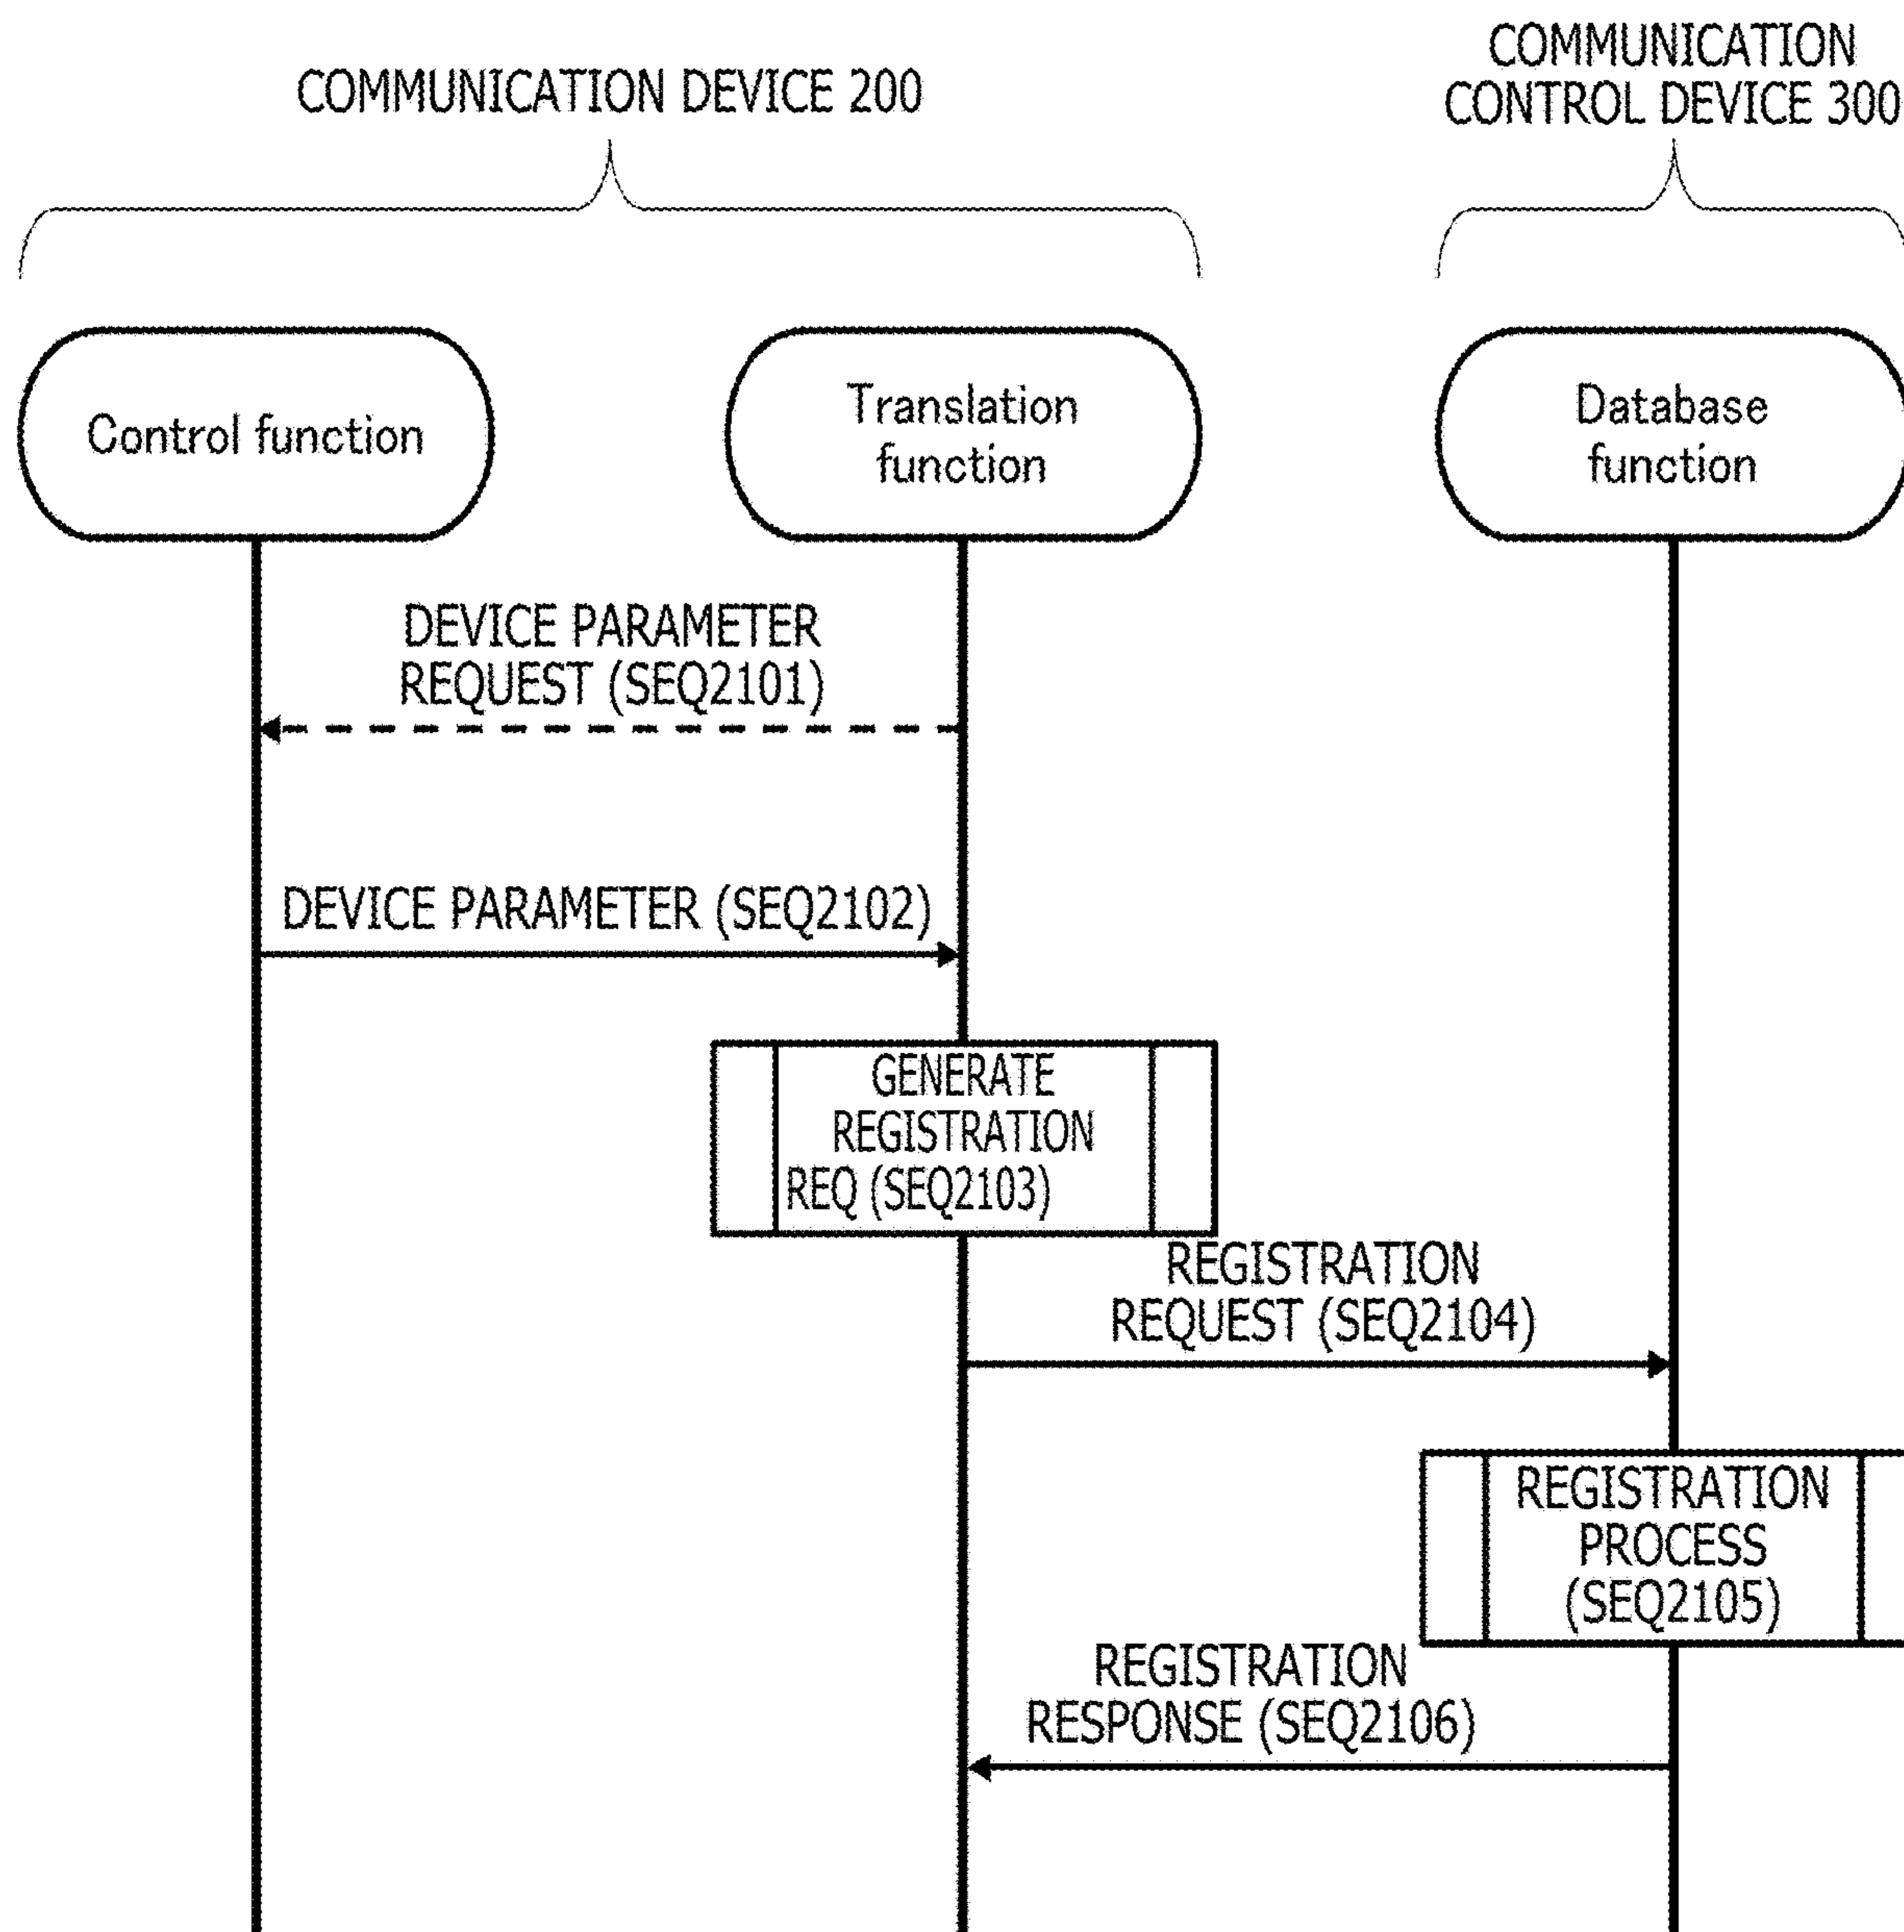 COMMUNICATION DEVICE 200
COMMUNICATION
CONTROL DEVICE 300
Control function
Translation
function
Database
function
DEVICE PARAMETER
REQUEST (SEQ2101)
DEVICE PARAMETER (SEQ2102)
GENERATE
REGISTRATION
REQ (SEQ2103)
REGISTRATION
REQUEST (SEQ2104)
REGISTRATION
PROCESS
(SEQ2105)
REGISTRATION
RESPONSE (SEQ2106)